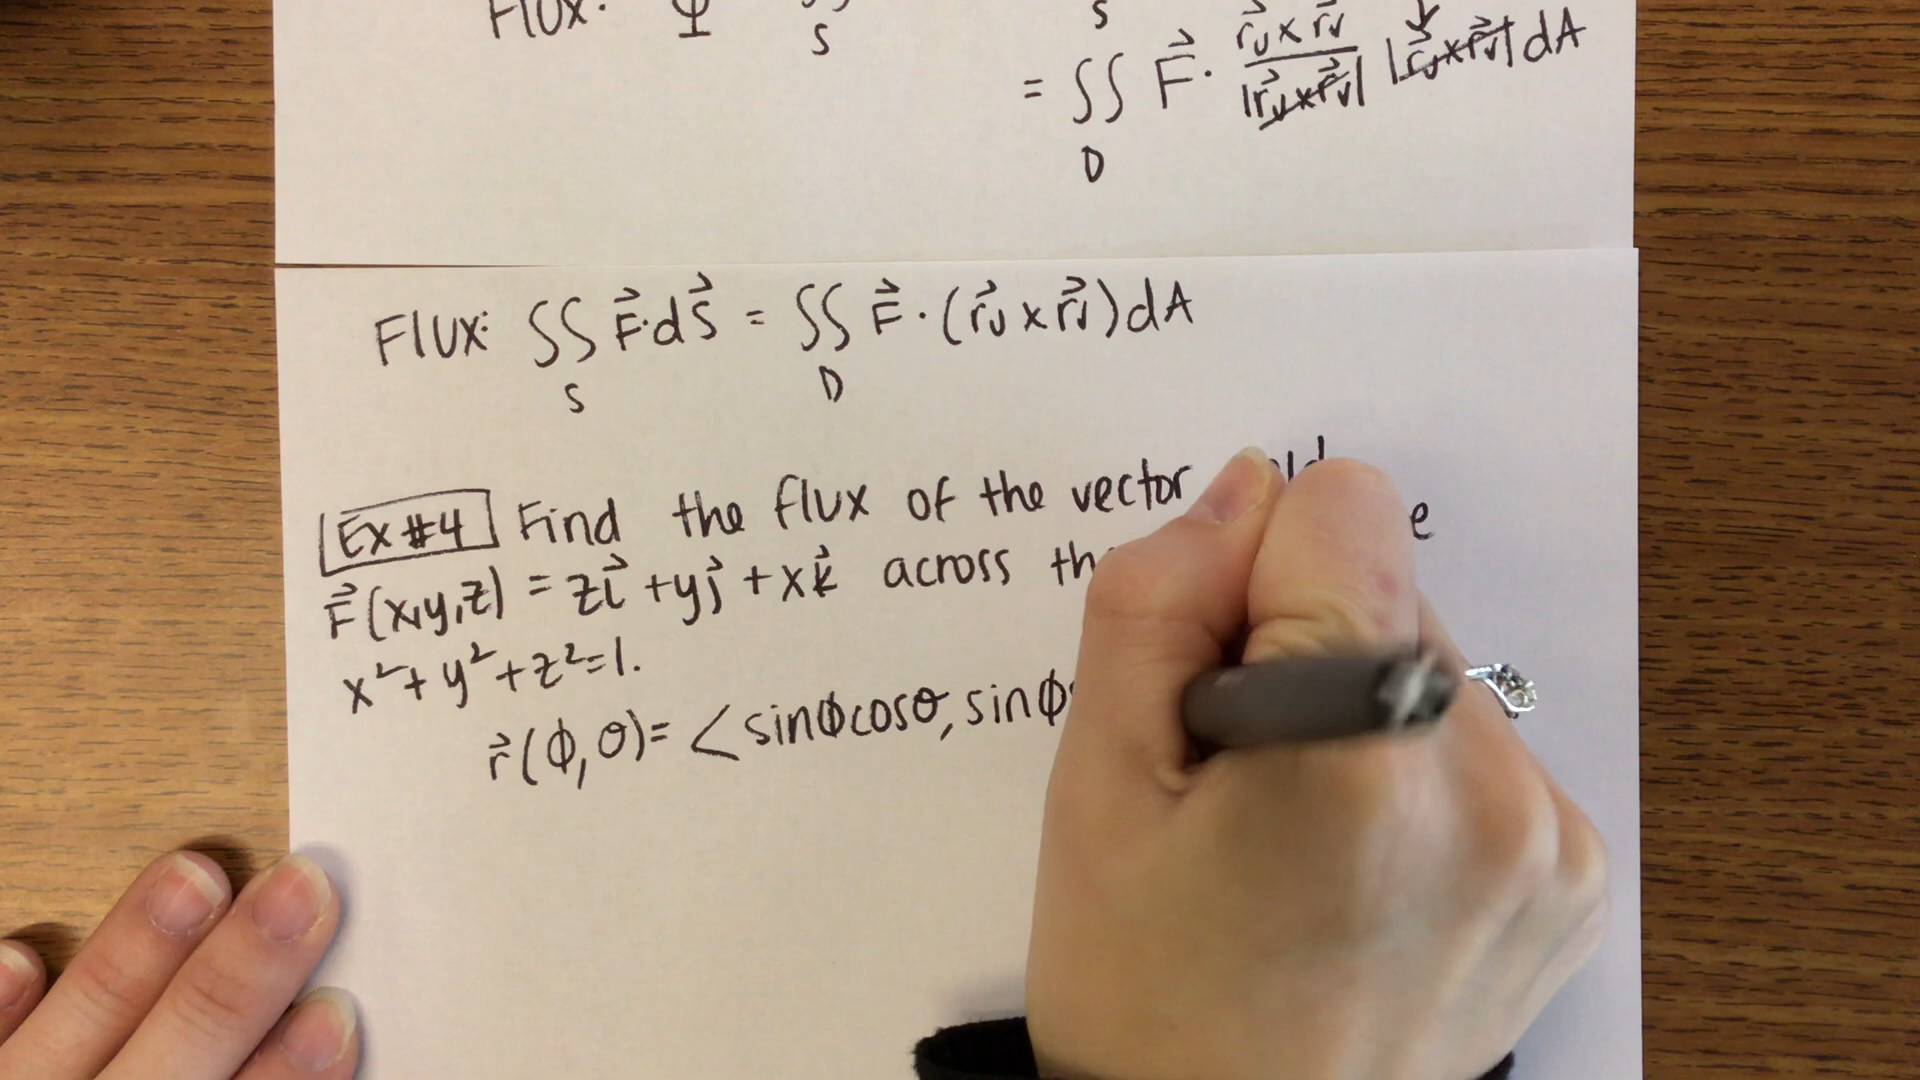 Flux: Φ ∬
S S
= ∬ F⃗ · r⃗u × r⃗v / |r⃗u × r⃗v| |r⃗u × r⃗v| dA
D
Flux: ∬ F⃗·dS⃗ = ∬ F⃗ · (r⃗u × r⃗v) dA
S D
Ex #4 Find the flux of the vector
F⃗(x,y,z) = zi⃗ + yj⃗ + xk⃗ across
x² + y² + z² = 1.
r⃗(ϕ,θ) = < sinϕcosθ, sinϕ